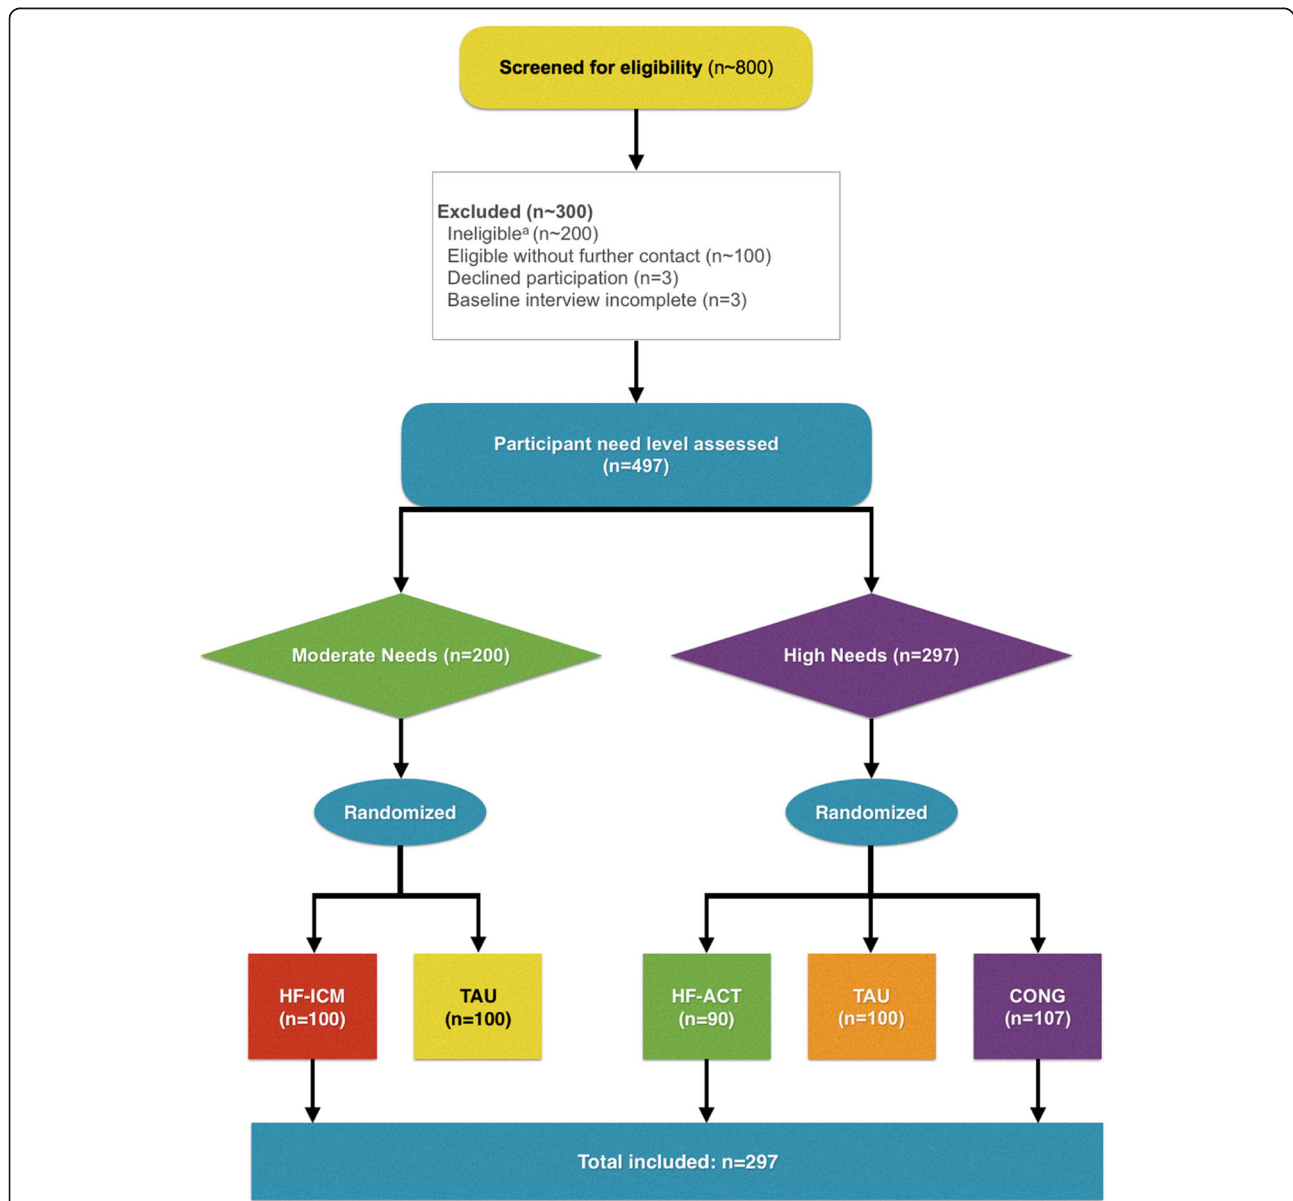 Screened for eligibility (n~800)
Excluded (n~300)
Ineligibleᵃ (n~200)
Eligible without further contact (n~100)
Declined participation (n=3)
Baseline interview incomplete (n=3)
Participant need level assessed
(n=497)
Moderate Needs (n=200)
High Needs (n=297)
Randomized
Randomized
HF-ICM
(n=100)
TAU
(n=100)
HF-ACT
(n=90)
TAU
(n=100)
CONG
(n=107)
Total included: n=297